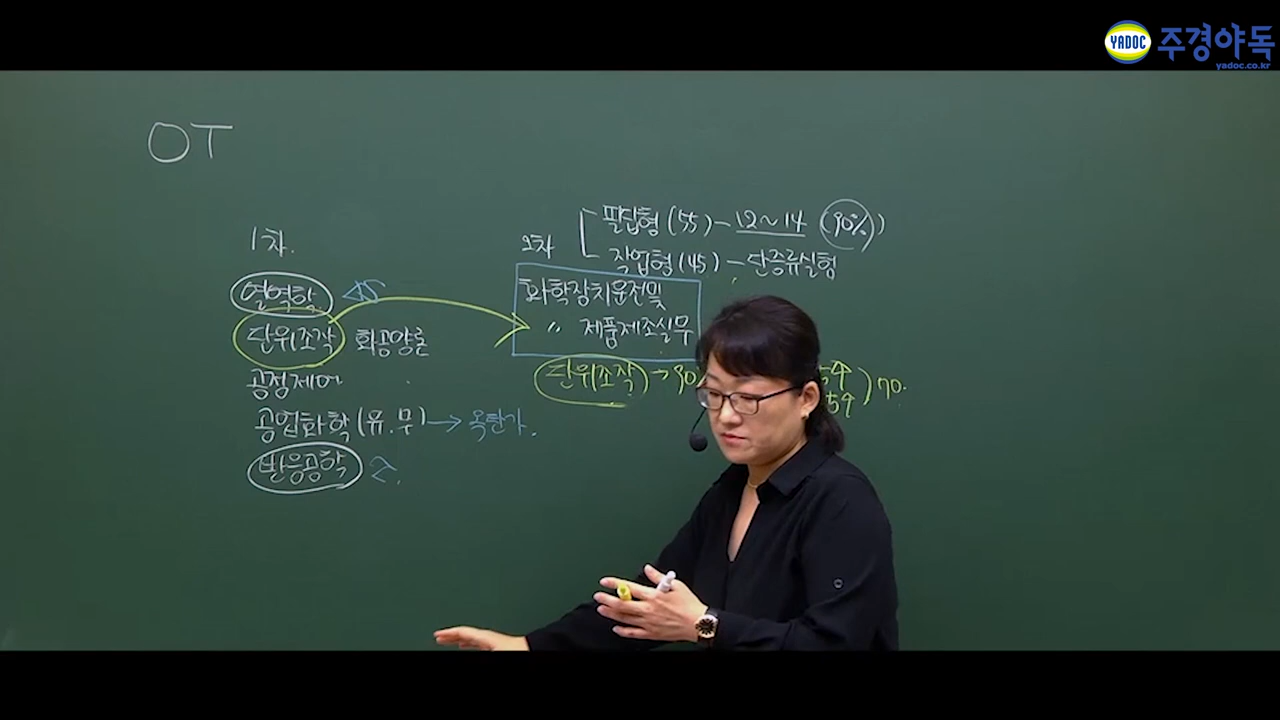 YADOC 주경야독
yadoc.co.kr
OT
필답형 (55) - 12~14 (90%)
1차.
2차
작업형 (45) - 단증류실험
열역학 ΔS
화학장치운전및
단위조작 화공양론
〃 제품제조실무
공정제어
단위조작 → 30
) 70.
공업화학 (유.무) → 옥탄가.
반응공학